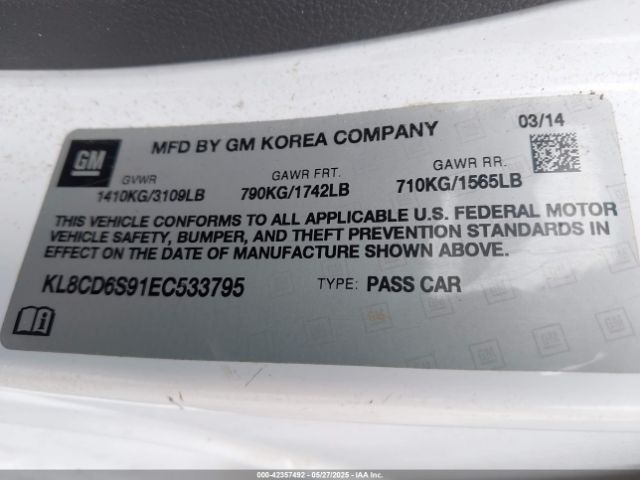 GM
MFD BY GM KOREA COMPANY
03/14
GVWR GAWR FRT. GAWR RR.
1410KG/3109LB 790KG/1742LB 710KG/1565LB
THIS VEHICLE CONFORMS TO ALL APPLICABLE U.S. FEDERAL MOTOR
VEHICLE SAFETY, BUMPER, AND THEFT PREVENTION STANDARDS IN
EFFECT ON THE DATE OF MANUFACTURE SHOWN ABOVE.
KL8CD6S91EC533795 TYPE: PASS CAR
IAA - 42357492 - 05/27/2025 - IAAI.COM